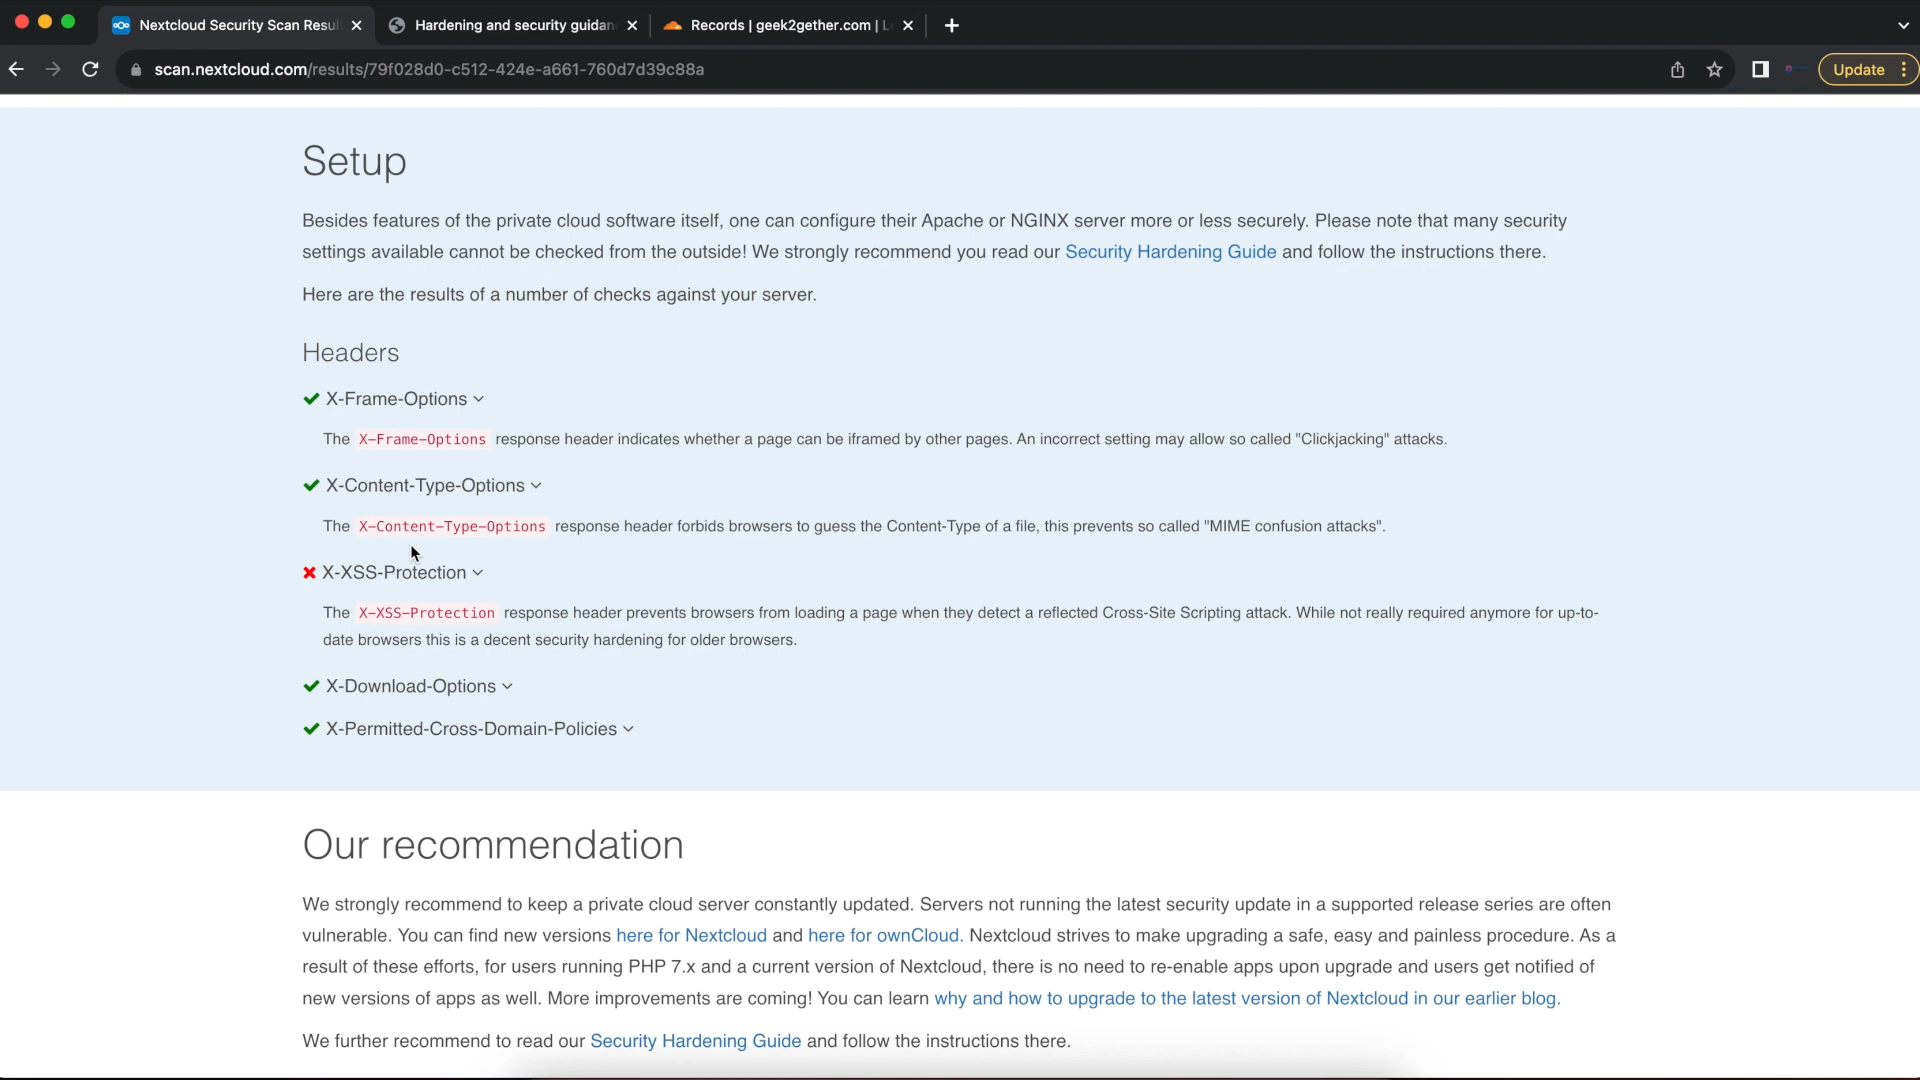 Nextcloud Security Scan Resul
Hardening and security guidan
Records | geek2gether.com | L
scan.nextcloud.com/results/79f028d0-c512-424e-a661-760d7d39c88a
Update
Setup
Besides features of the private cloud software itself, one can configure their Apache or NGINX server more or less securely. Please note that many security
settings available cannot be checked from the outside! We strongly recommend you read our Security Hardening Guide and follow the instructions there.
Here are the results of a number of checks against your server.
Headers
X-Frame-Options
The X-Frame-Options response header indicates whether a page can be iframed by other pages. An incorrect setting may allow so called "Clickjacking" attacks.
X-Content-Type-Options
The X-Content-Type-Options response header forbids browsers to guess the Content-Type of a file, this prevents so called "MIME confusion attacks".
X-XSS-Protection
The X-XSS-Protection response header prevents browsers from loading a page when they detect a reflected Cross-Site Scripting attack. While not really required anymore for up-to-
date browsers this is a decent security hardening for older browsers.
X-Download-Options
X-Permitted-Cross-Domain-Policies
Our recommendation
We strongly recommend to keep a private cloud server constantly updated. Servers not running the latest security update in a supported release series are often
vulnerable. You can find new versions here for Nextcloud and here for ownCloud. Nextcloud strives to make upgrading a safe, easy and painless procedure. As a
result of these efforts, for users running PHP 7.x and a current version of Nextcloud, there is no need to re-enable apps upon upgrade and users get notified of
new versions of apps as well. More improvements are coming! You can learn why and how to upgrade to the latest version of Nextcloud in our earlier blog.
We further recommend to read our Security Hardening Guide and follow the instructions there.